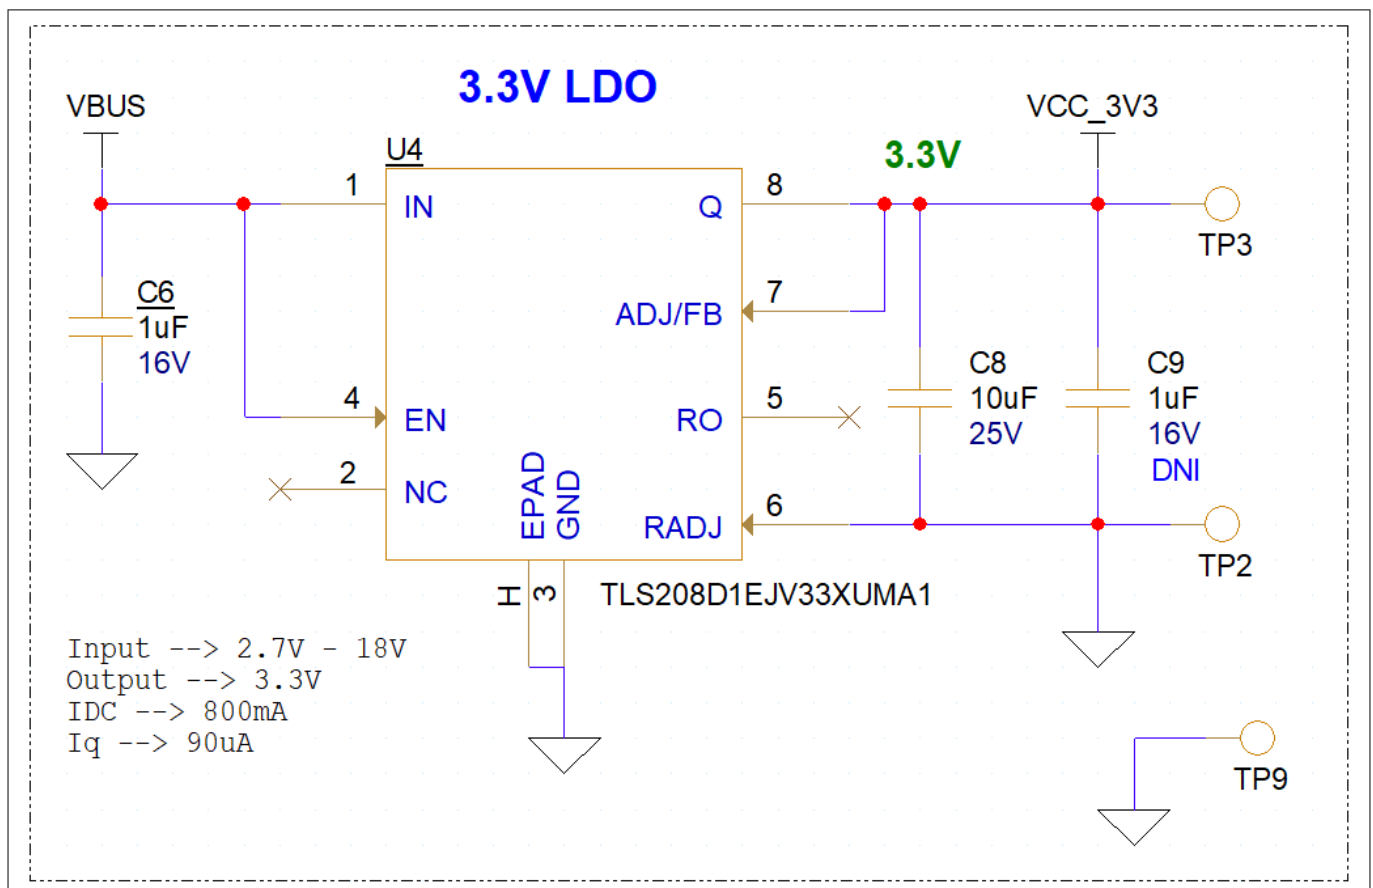 3.3V LDO
VBUS
VCC_3V3
U4
3.3V
1
IN
Q
8
TP3
C6
1uF
16V
ADJ/FB
7
4
EN
RO
5
C8
10uF
25V
C9
1uF
16V
DNI
2
NC
EPAD
GND
RADJ
6
H
3
TLS208D1EJV33XUMA1
TP2
Input --> 2.7V - 18V
Output --> 3.3V
IDC --> 800mA
Iq --> 90uA
TP9